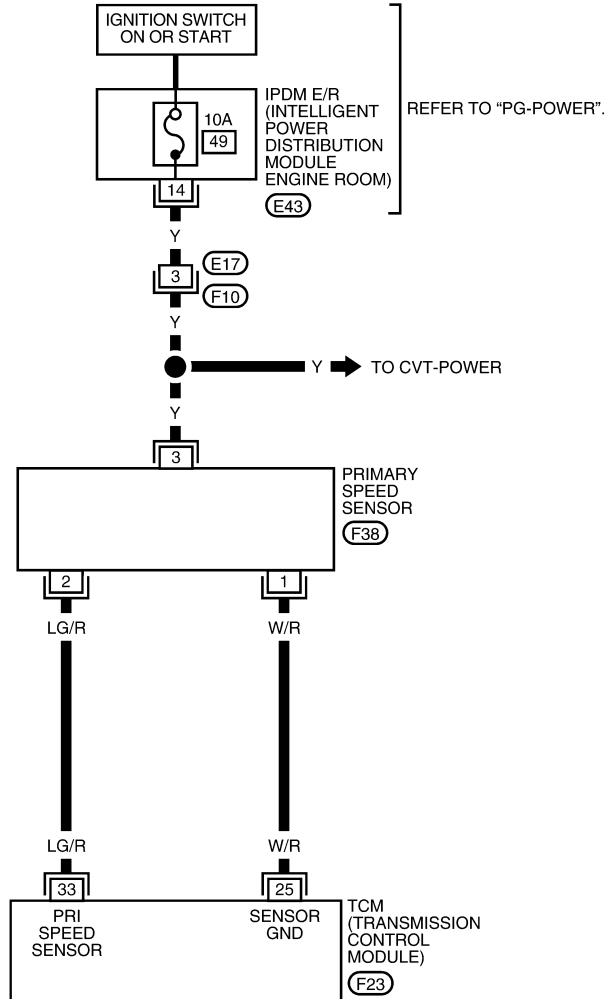 IGNITION SWITCH
ON OR START
IPDM E/R
(INTELLIGENT
POWER
DISTRIBUTION
MODULE
ENGINE ROOM)
REFER TO “PG-POWER”.
10A
49
14
E43
Y
E17
3
F10
Y
Y
TO CVT-POWER
Y
3
PRIMARY
SPEED
SENSOR
F38
2
1
LG/R
W/R
LG/R
W/R
33
25
PRI
SPEED
SENSOR
SENSOR
GND
TCM
(TRANSMISSION
CONTROL
MODULE)
F23